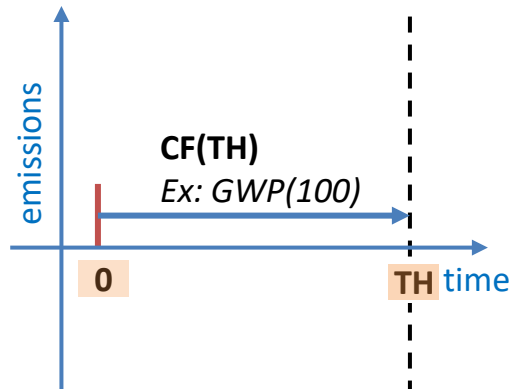 emissions
CF(TH)
Ex: GWP(100)
0
TH time